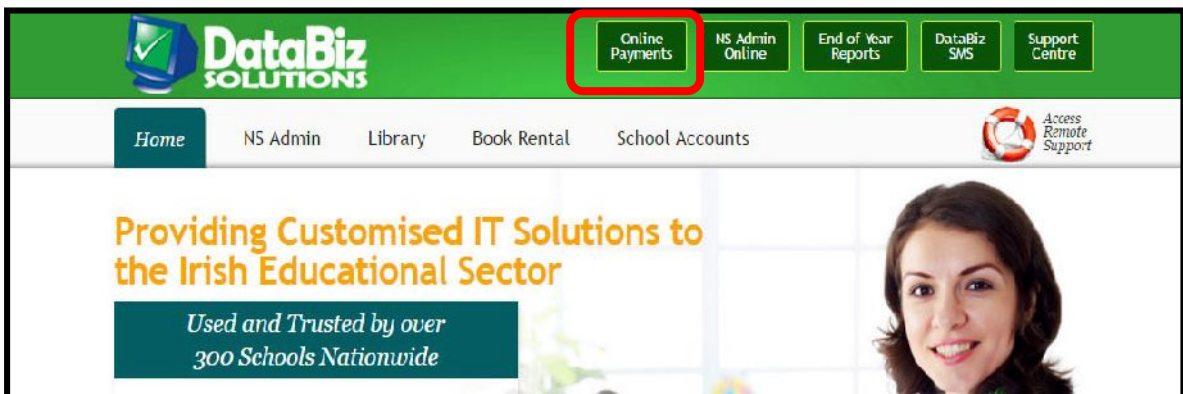 DataBiz
SOLUTIONS
Online
Payments
NS Admin
Online
End of Year
Reports
DataBiz
SMS
Support
Centre
Home
NS Admin
Library
Book Rental
School Accounts
Access
Remote
Support
Providing Customised IT Solutions to
the Irish Educational Sector
Used and Trusted by over
300 Schools Nationwide